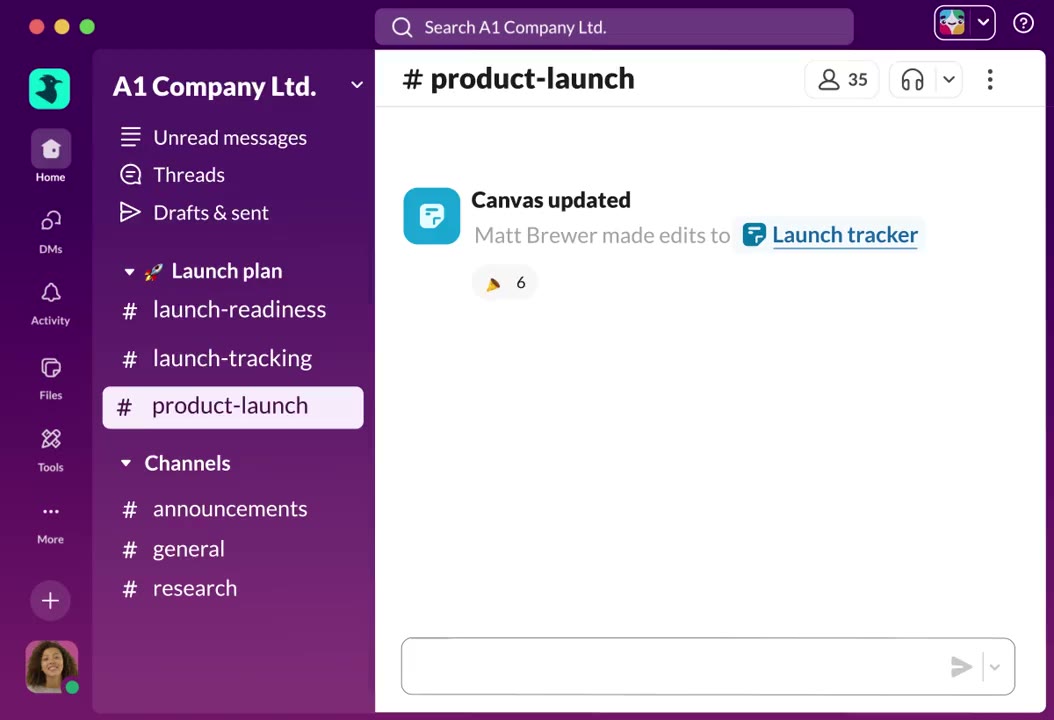 Search A1 Company Ltd.
A1 Company Ltd.
Unread messages
Threads
Drafts & sent
Launch plan
# launch-readiness
# launch-tracking
# product-launch
Channels
# announcements
# general
# research
Home
DMs
Activity
Files
Tools
More
# product-launch
35
Canvas updated
Matt Brewer made edits to Launch tracker
6